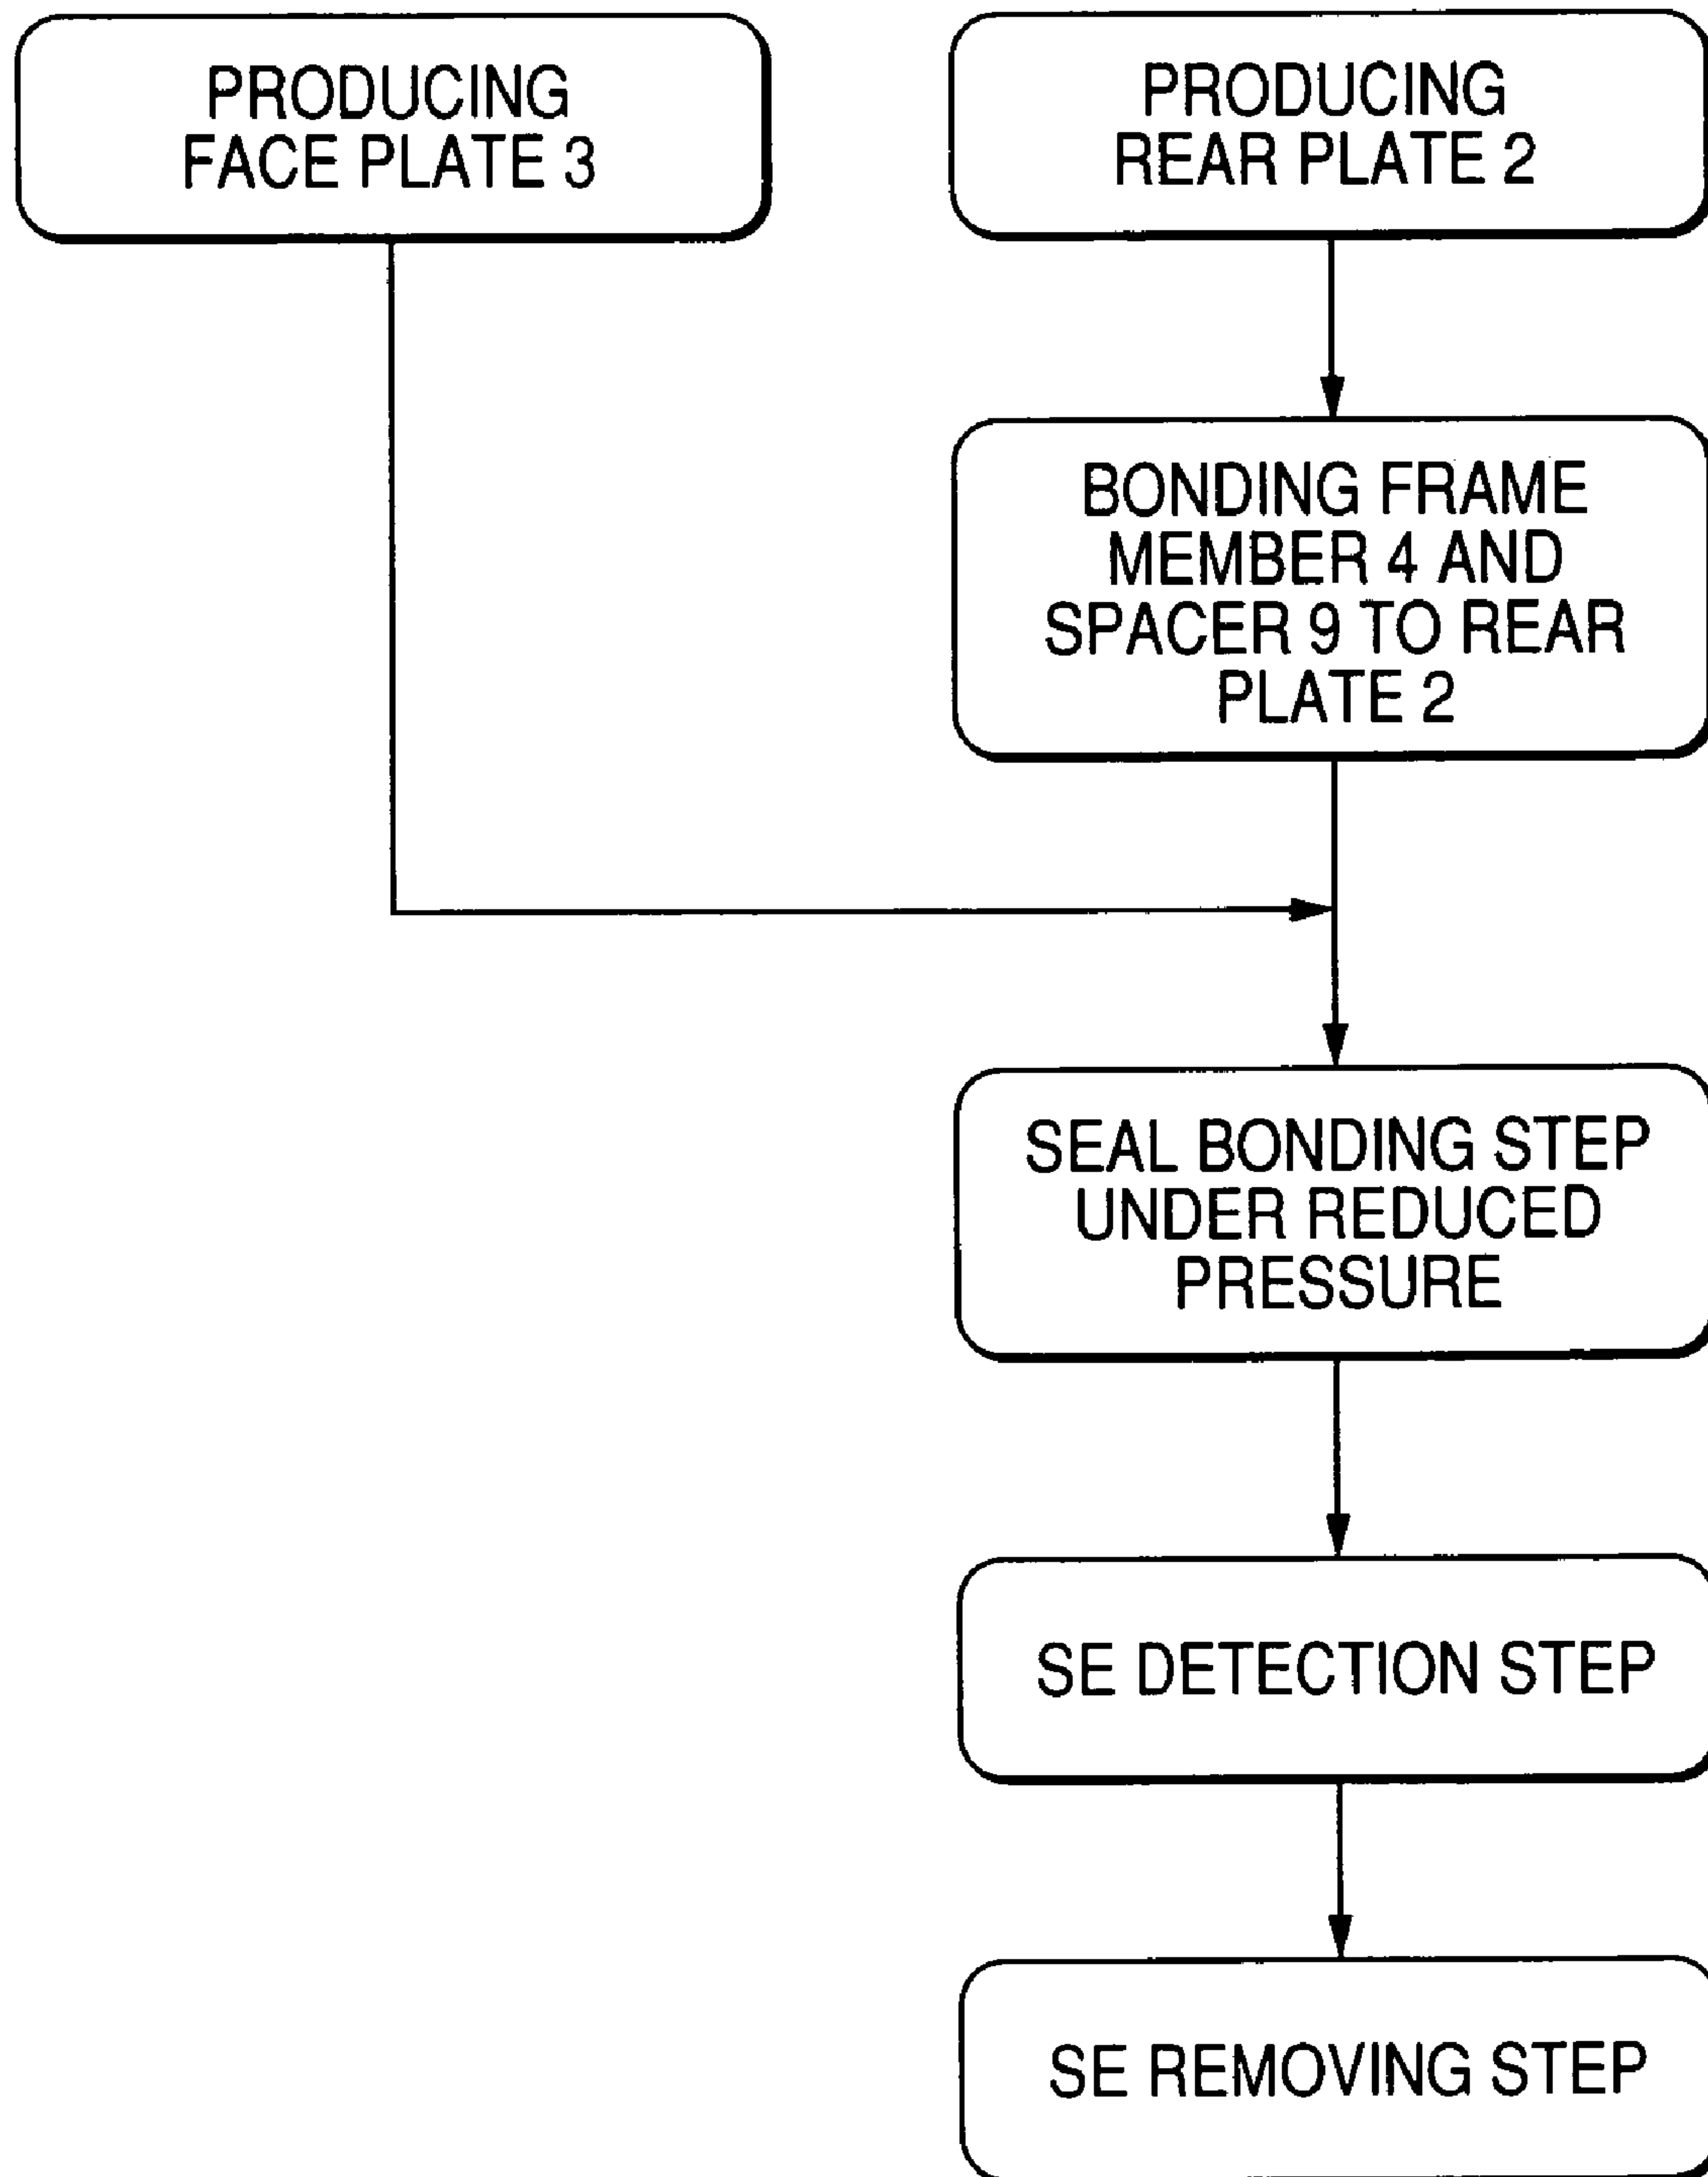 PRODUCING
FACE PLATE 3
PRODUCING
REAR PLATE 2
BONDING FRAME
MEMBER 4 AND
SPACER 9 TO REAR
PLATE 2
SEAL BONDING STEP
UNDER REDUCED
PRESSURE
SE DETECTION STEP
SE REMOVING STEP